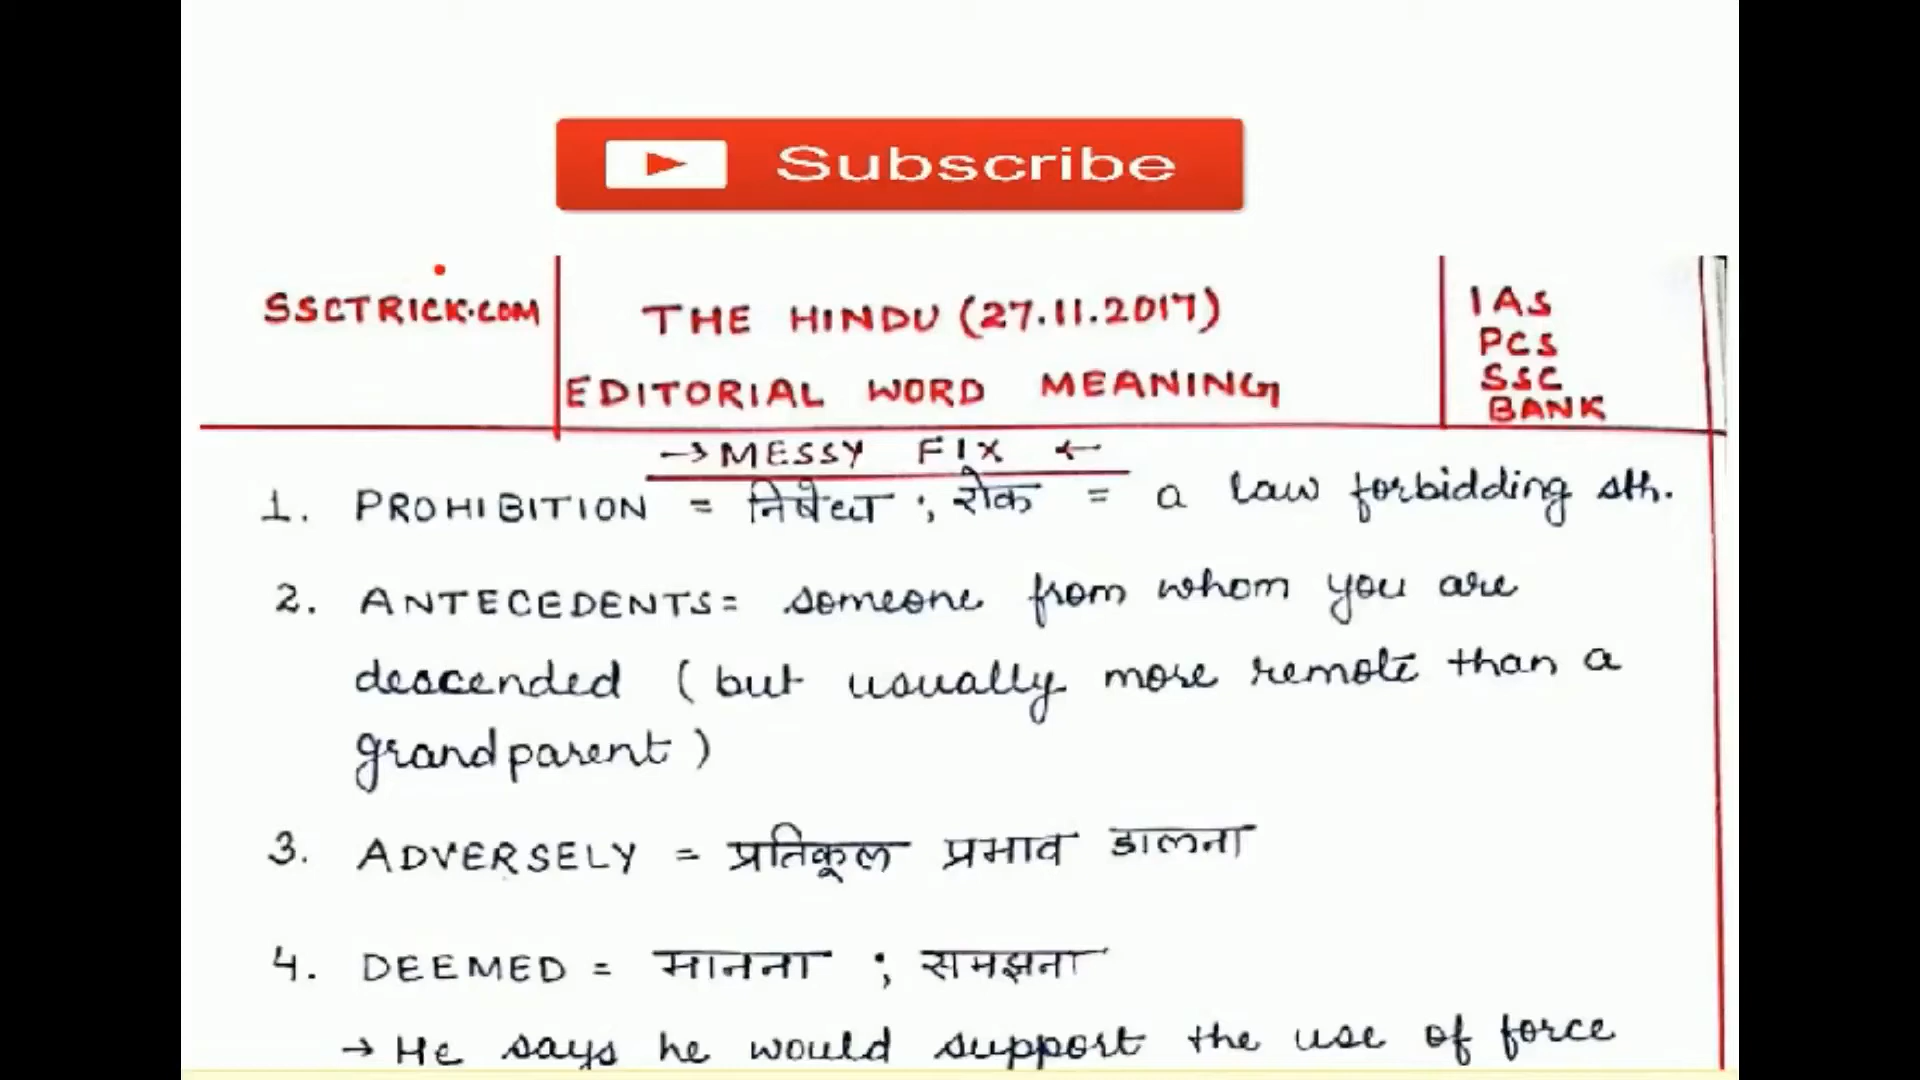 Subscribe
SSCTRICK.COM
THE HINDU (27.11.2017)
EDITORIAL WORD MEANING
IAS
PCS
SSC
BANK
→ MESSY FIX ←
1. PROHIBITION = निषेध ; रोक = a law forbidding sth.
2. ANTECEDENTS = someone from whom you are
descended (but usually more remote than a
grandparent)
3. ADVERSELY = प्रतिकूल प्रभाव डालना
4. DEEMED = मानना ; समझना
→ He says he would support the use of force